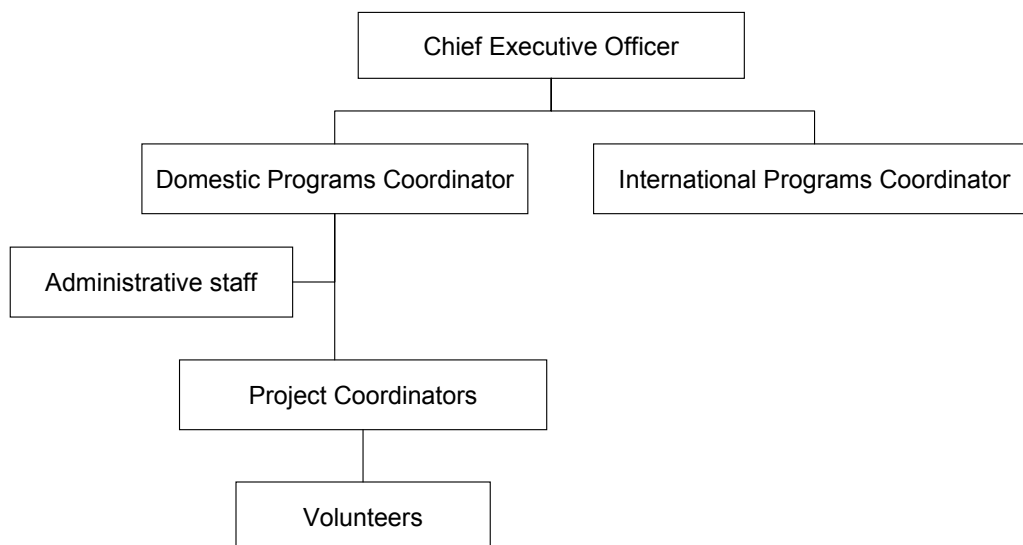 Chief Executive Officer
Domestic Programs Coordinator
International Programs Coordinator
Administrative staff
Project Coordinators
Volunteers